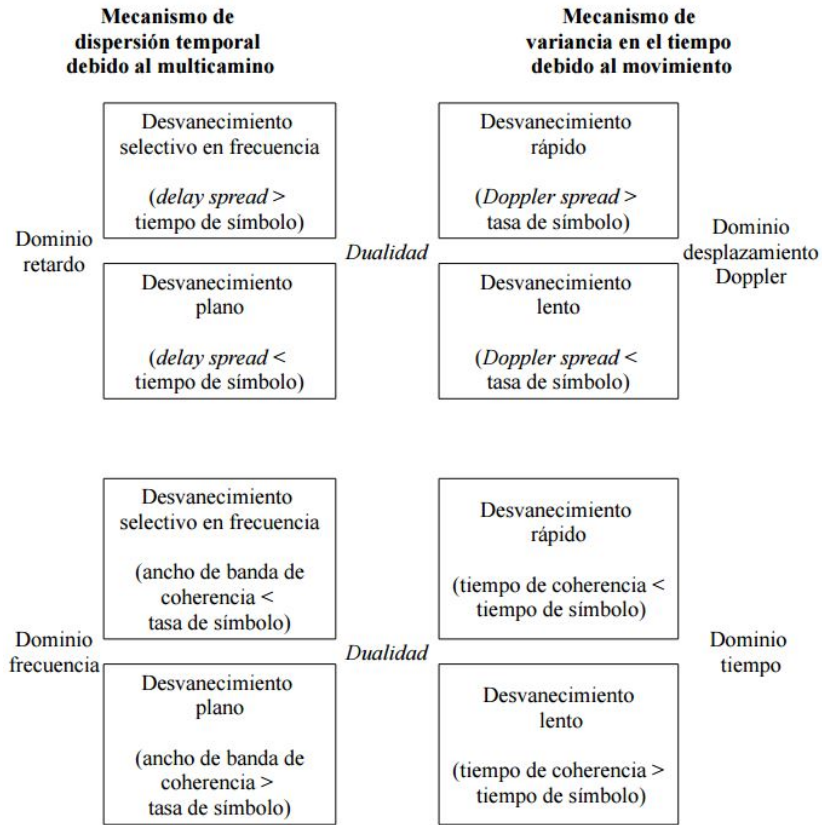 Mecanismo de
dispersión temporal
debido al multicamino
Mecanismo de
variancia en el tiempo
debido al movimiento
Dominio
retardo
Desvanecimiento
selectivo en frecuencia
(delay spread >
tiempo de símbolo)
Desvanecimiento
plano
(delay spread <
tiempo de símbolo)
Dualidad
Desvanecimiento
rápido
(Doppler spread >
tasa de símbolo)
Desvanecimiento
lento
(Doppler spread <
tasa de símbolo)
Dominio
desplazamiento
Doppler
Dominio
frecuencia
Desvanecimiento
selectivo en frecuencia
(ancho de banda de
coherencia <
tasa de símbolo)
Desvanecimiento
plano
(ancho de banda de
coherencia >
tasa de símbolo)
Dualidad
Desvanecimiento
rápido
(tiempo de coherencia <
tiempo de símbolo)
Desvanecimiento
lento
(tiempo de coherencia >
tiempo de símbolo)
Dominio
tiempo